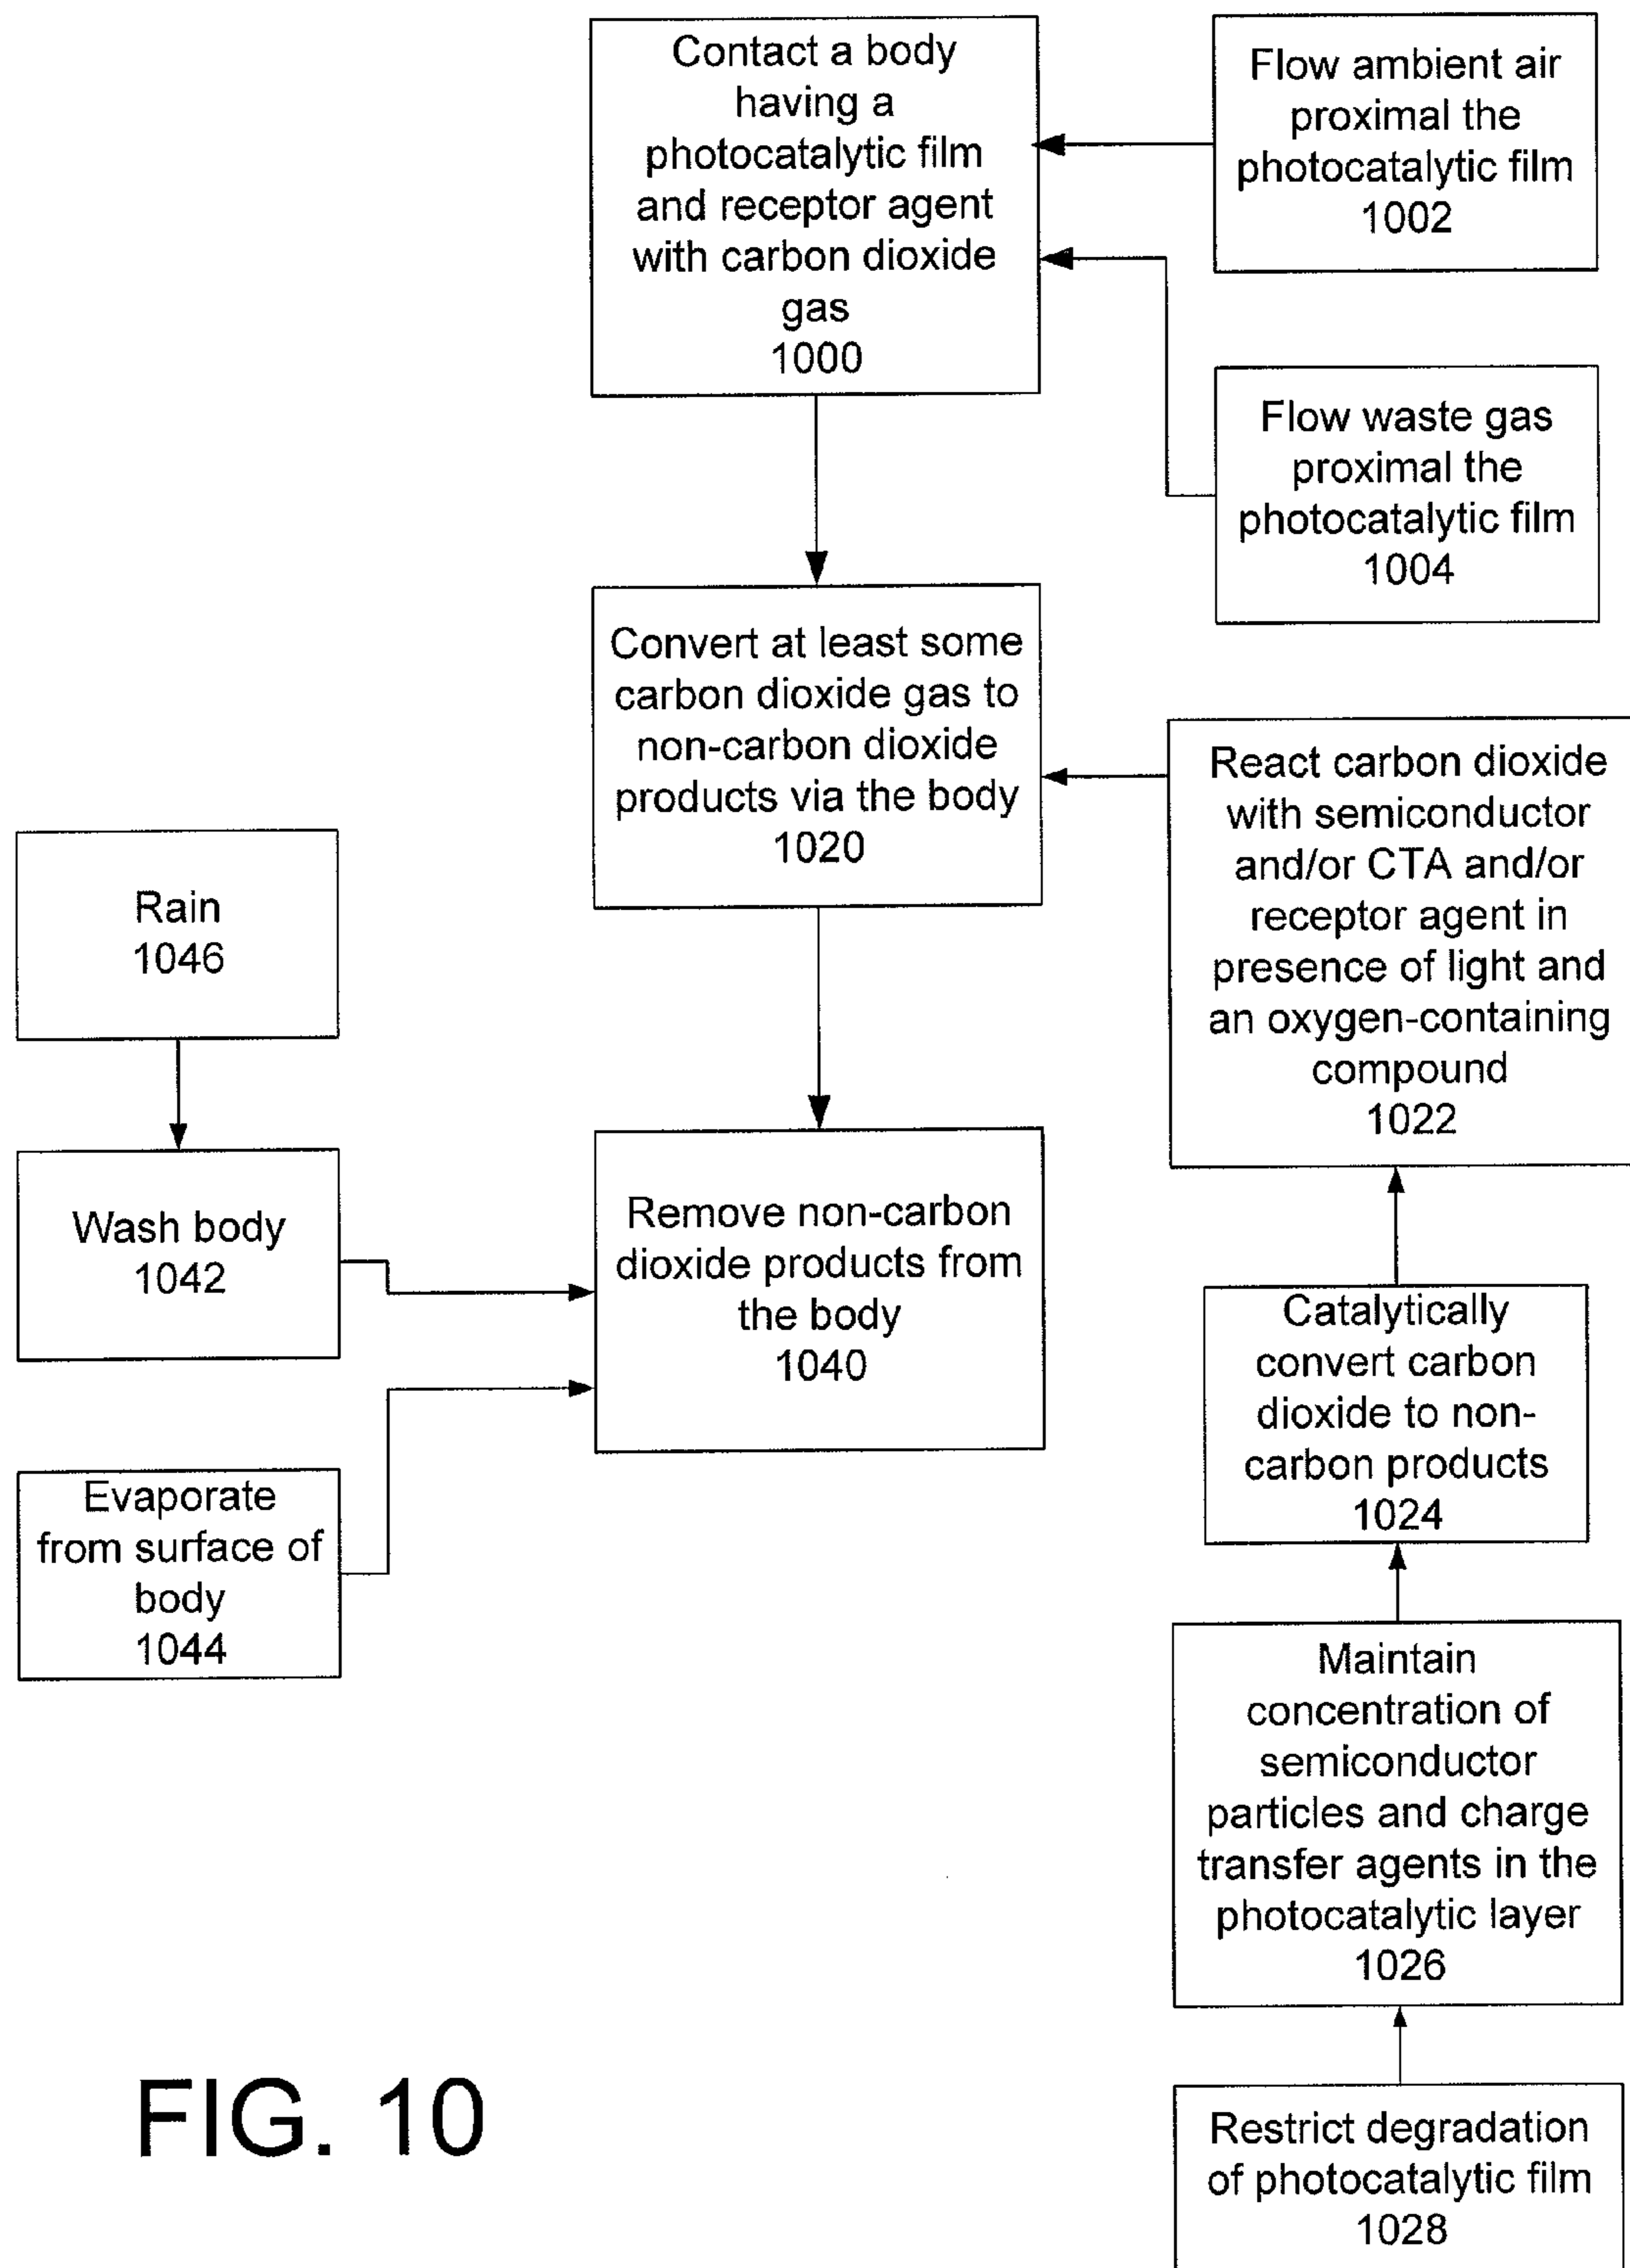 Contact a body
having a
photocatalytic film
and receptor agent
with carbon dioxide
gas
1000
Flow ambient air
proximal the
photocatalytic film
1002
Flow waste gas
proximal the
photocatalytic film
1004
Convert at least some
carbon dioxide gas to
non-carbon dioxide
products via the body
1020
React carbon dioxide
with semiconductor
and/or CTA and/or
receptor agent in
presence of light and
an oxygen-containing
compound
1022
Rain
1046
Wash body
1042
Remove non-carbon
dioxide products from
the body
1040
Catalytically
convert carbon
dioxide to non-
carbon products
1024
Evaporate
from surface of
body
1044
Maintain
concentration of
semiconductor
particles and charge
transfer agents in the
photocatalytic layer
1026
Restrict degradation
of photocatalytic film
1028
FIG. 10